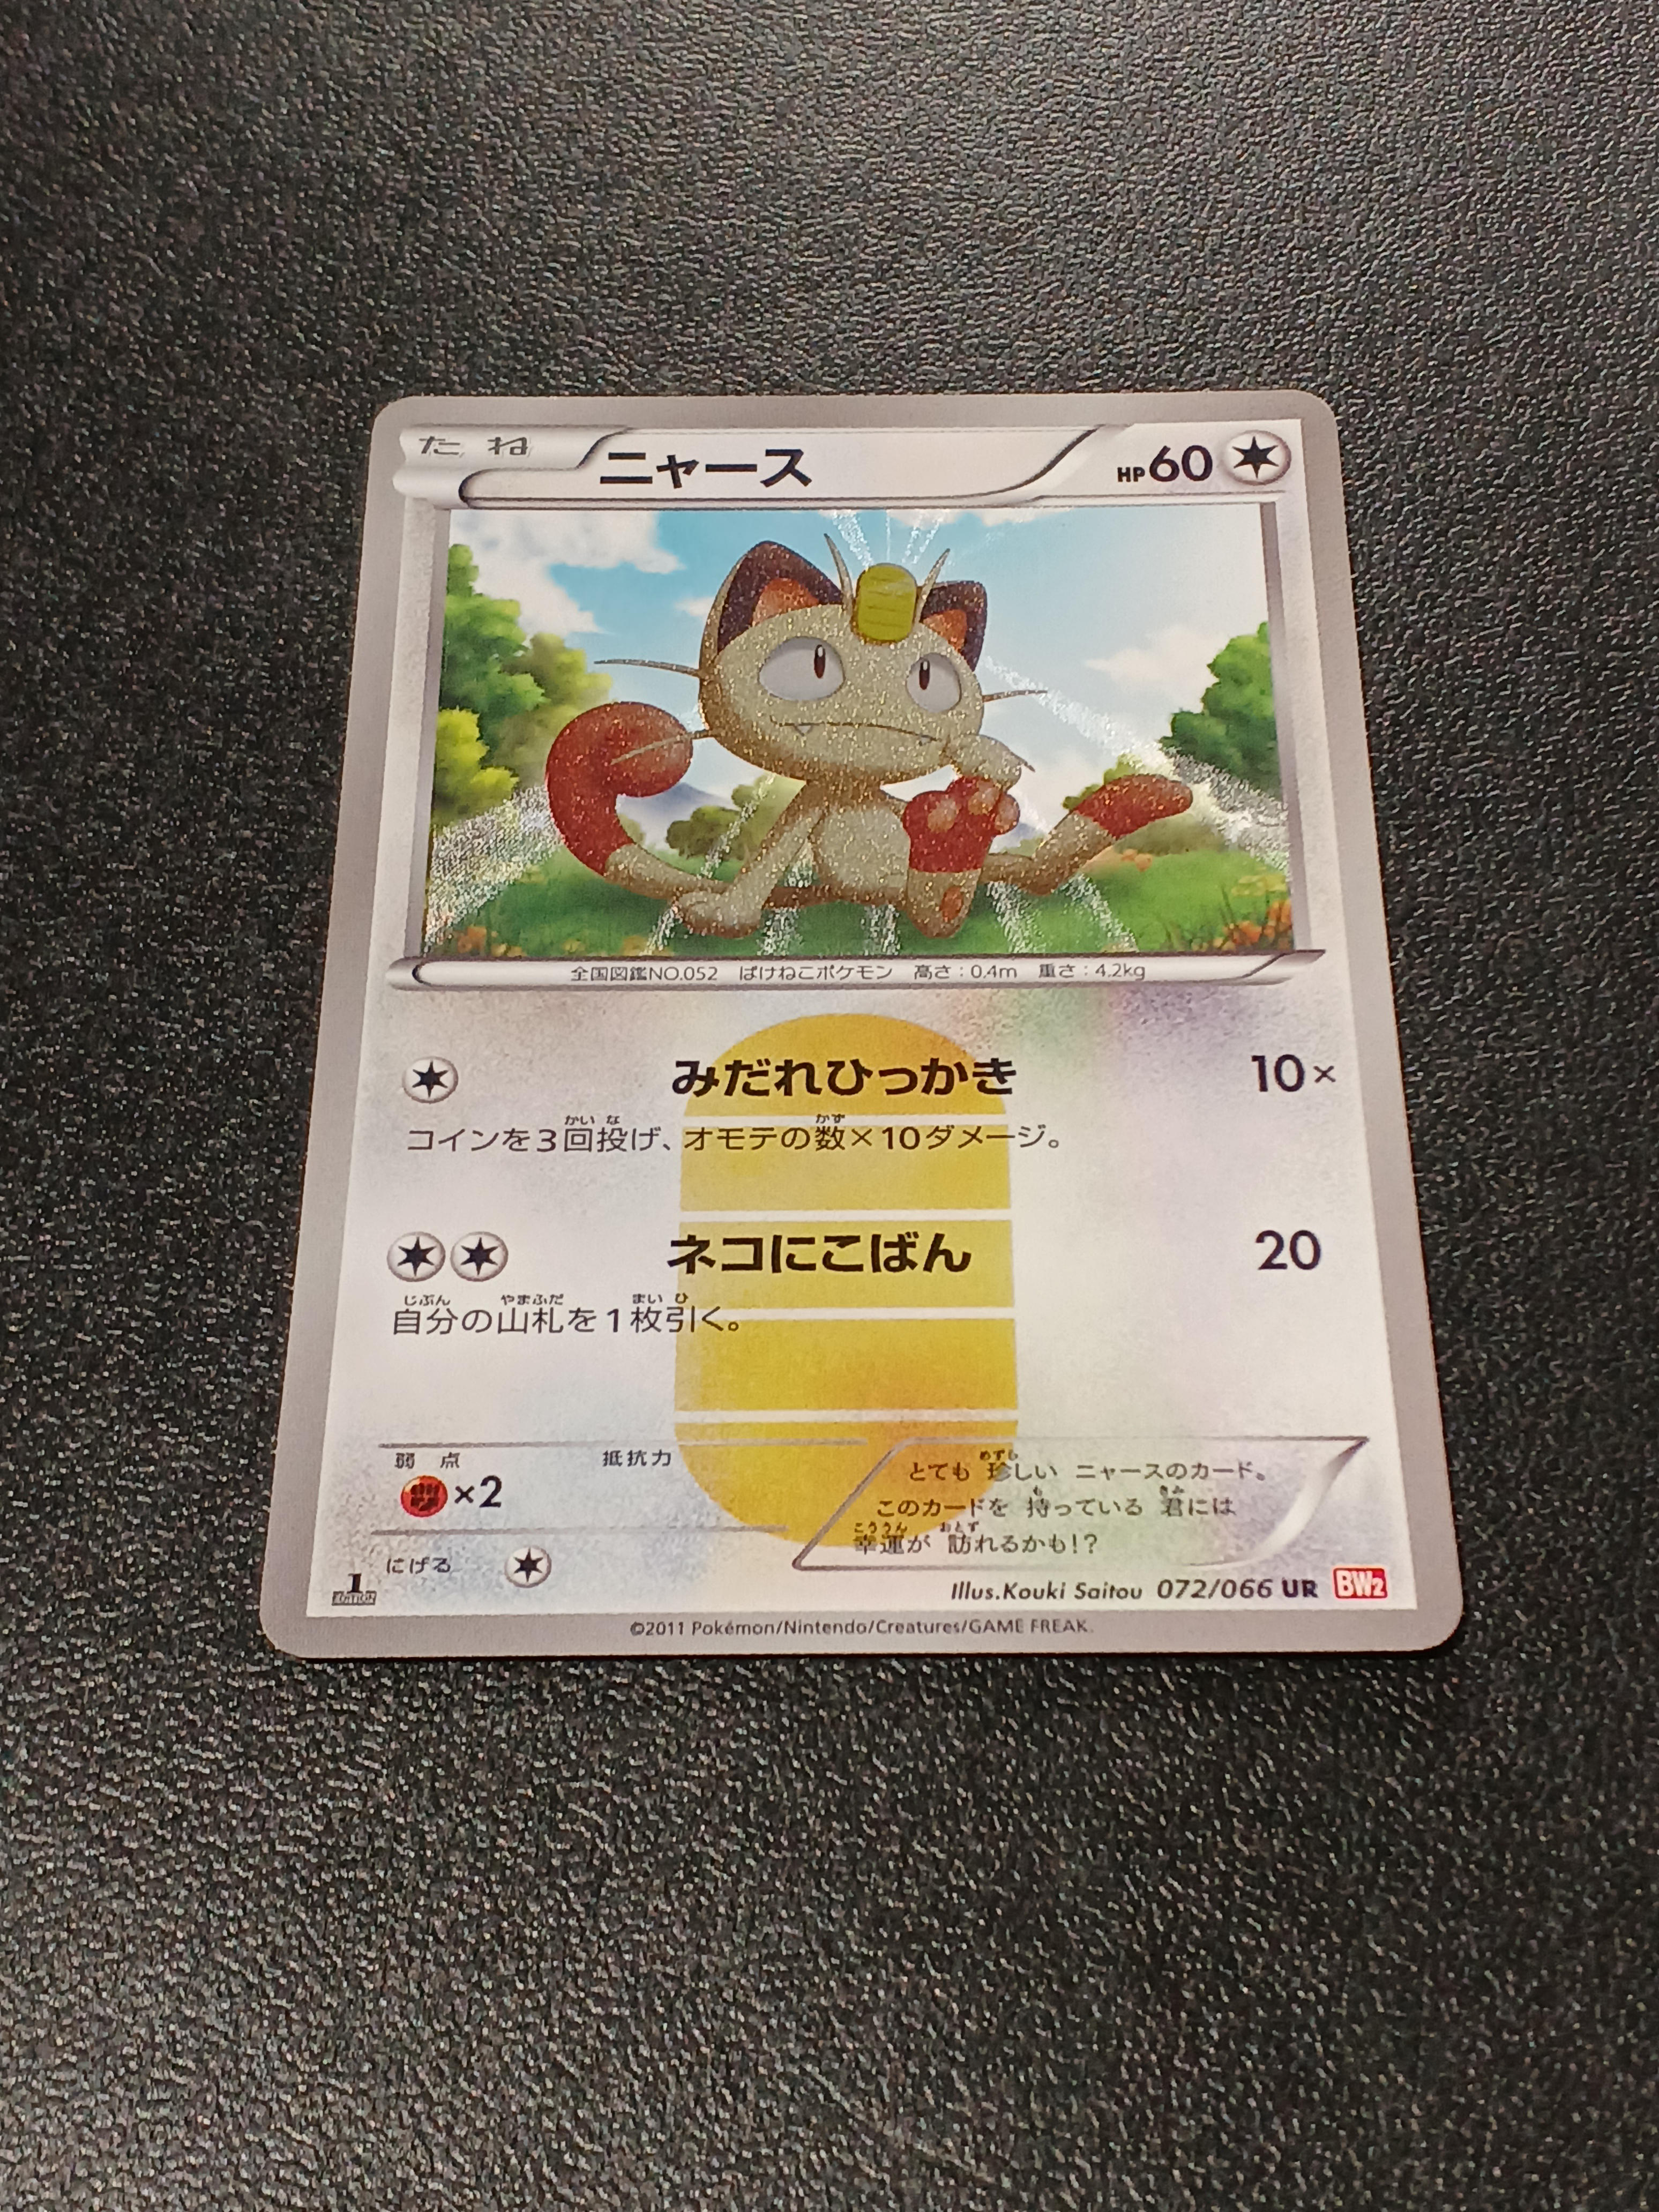 たね ニャース HP60
全国図鑑NO.052 ばけねこポケモン 高さ：0.4m 重さ：4.2kg
みだれひっかき 10×
コインを3回投げ、オモテの数×10ダメージ。
ネコにこばん 20
自分の山札を1枚引く。
弱点 抵抗力
×2
とても 珍しい ニャースのカード。
このカードを 持っている 君には
幸運が 訪れるかも！？
にげる
1 EDITION
Illus.Kouki Saitou 072/066 UR BW2
©2011 Pokémon/Nintendo/Creatures/GAME FREAK.